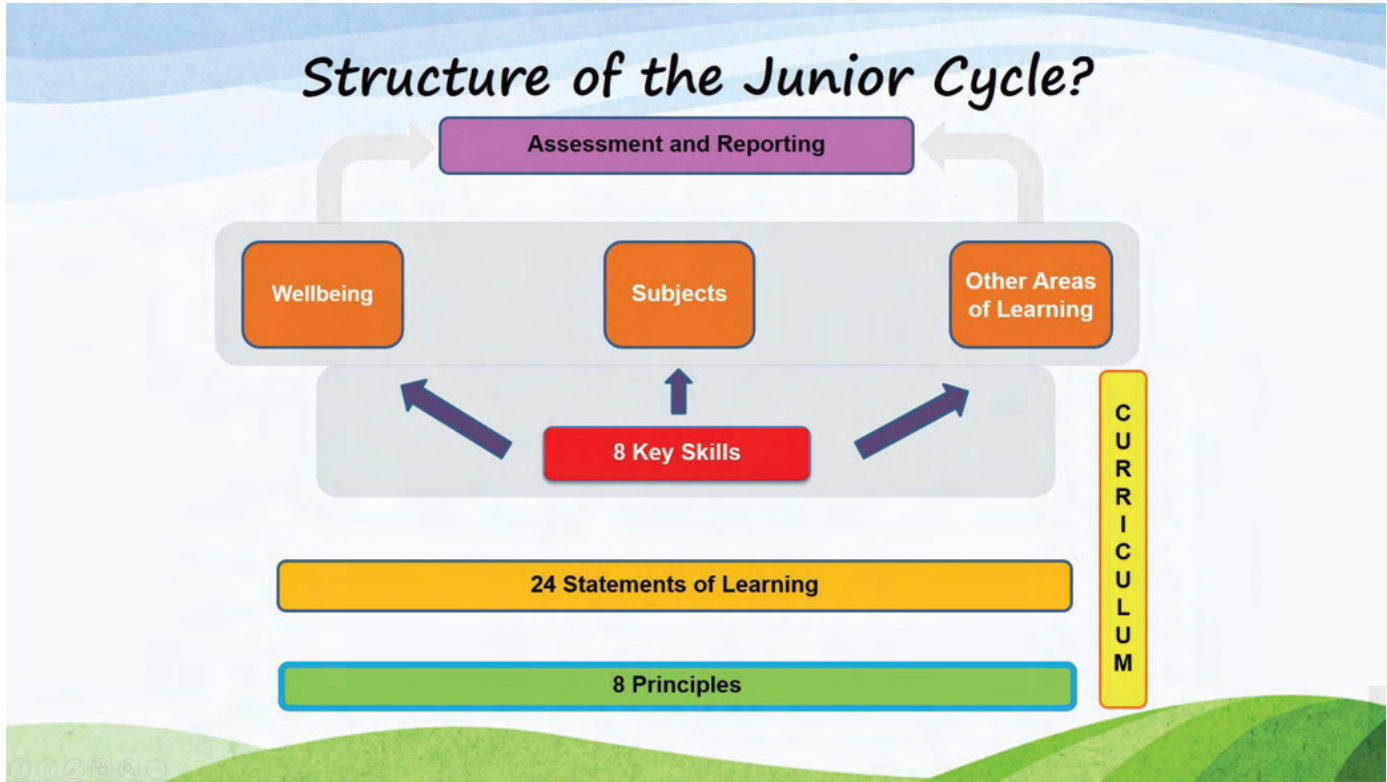 Structure of the Junior Cycle?
Assessment and Reporting
Wellbeing
Subjects
Other Areas
of Learning
8 Key Skills
CURRICULUM
24 Statements of Learning
8 Principles